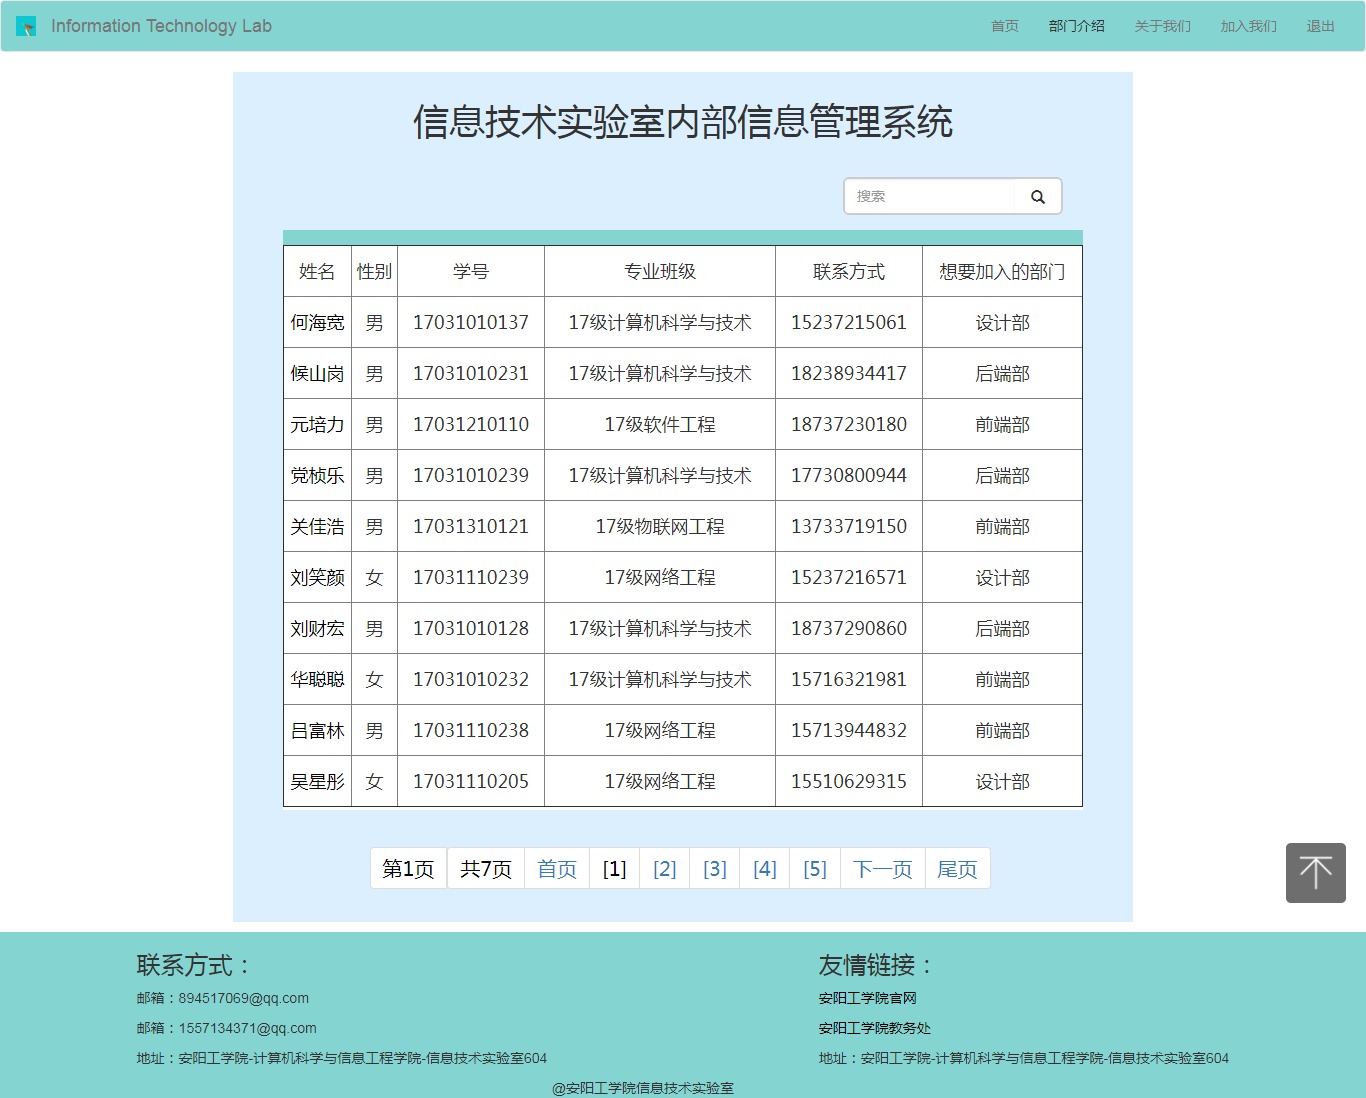 Information Technology Lab 首页 部门介绍 关于我们 加入我们 退出
信息技术实验室内部信息管理系统
搜索
姓名 性别 学号 专业班级 联系方式 想要加入的部门
何海宽 男 17031010137 17级计算机科学与技术 15237215061 设计部
候山岗 男 17031010231 17级计算机科学与技术 18238934417 后端部
元培力 男 17031210110 17级软件工程 18737230180 前端部
党桢乐 男 17031010239 17级计算机科学与技术 17730800944 后端部
关佳浩 男 17031310121 17级物联网工程 13733719150 前端部
刘笑颜 女 17031110239 17级网络工程 15237216571 设计部
刘财宏 男 17031010128 17级计算机科学与技术 18737290860 后端部
华聪聪 女 17031010232 17级计算机科学与技术 15716321981 前端部
吕富林 男 17031110238 17级网络工程 15713944832 前端部
吴星彤 女 17031110205 17级网络工程 15510629315 设计部
第1页 共7页 首页 [1] [2] [3] [4] [5] 下一页 尾页
联系方式：
邮箱：894517069@qq.com
邮箱：1557134371@qq.com
地址：安阳工学院-计算机科学与信息工程学院-信息技术实验室604
友情链接：
安阳工学院官网
安阳工学院教务处
地址：安阳工学院-计算机科学与信息工程学院-信息技术实验室604
@安阳工学院信息技术实验室